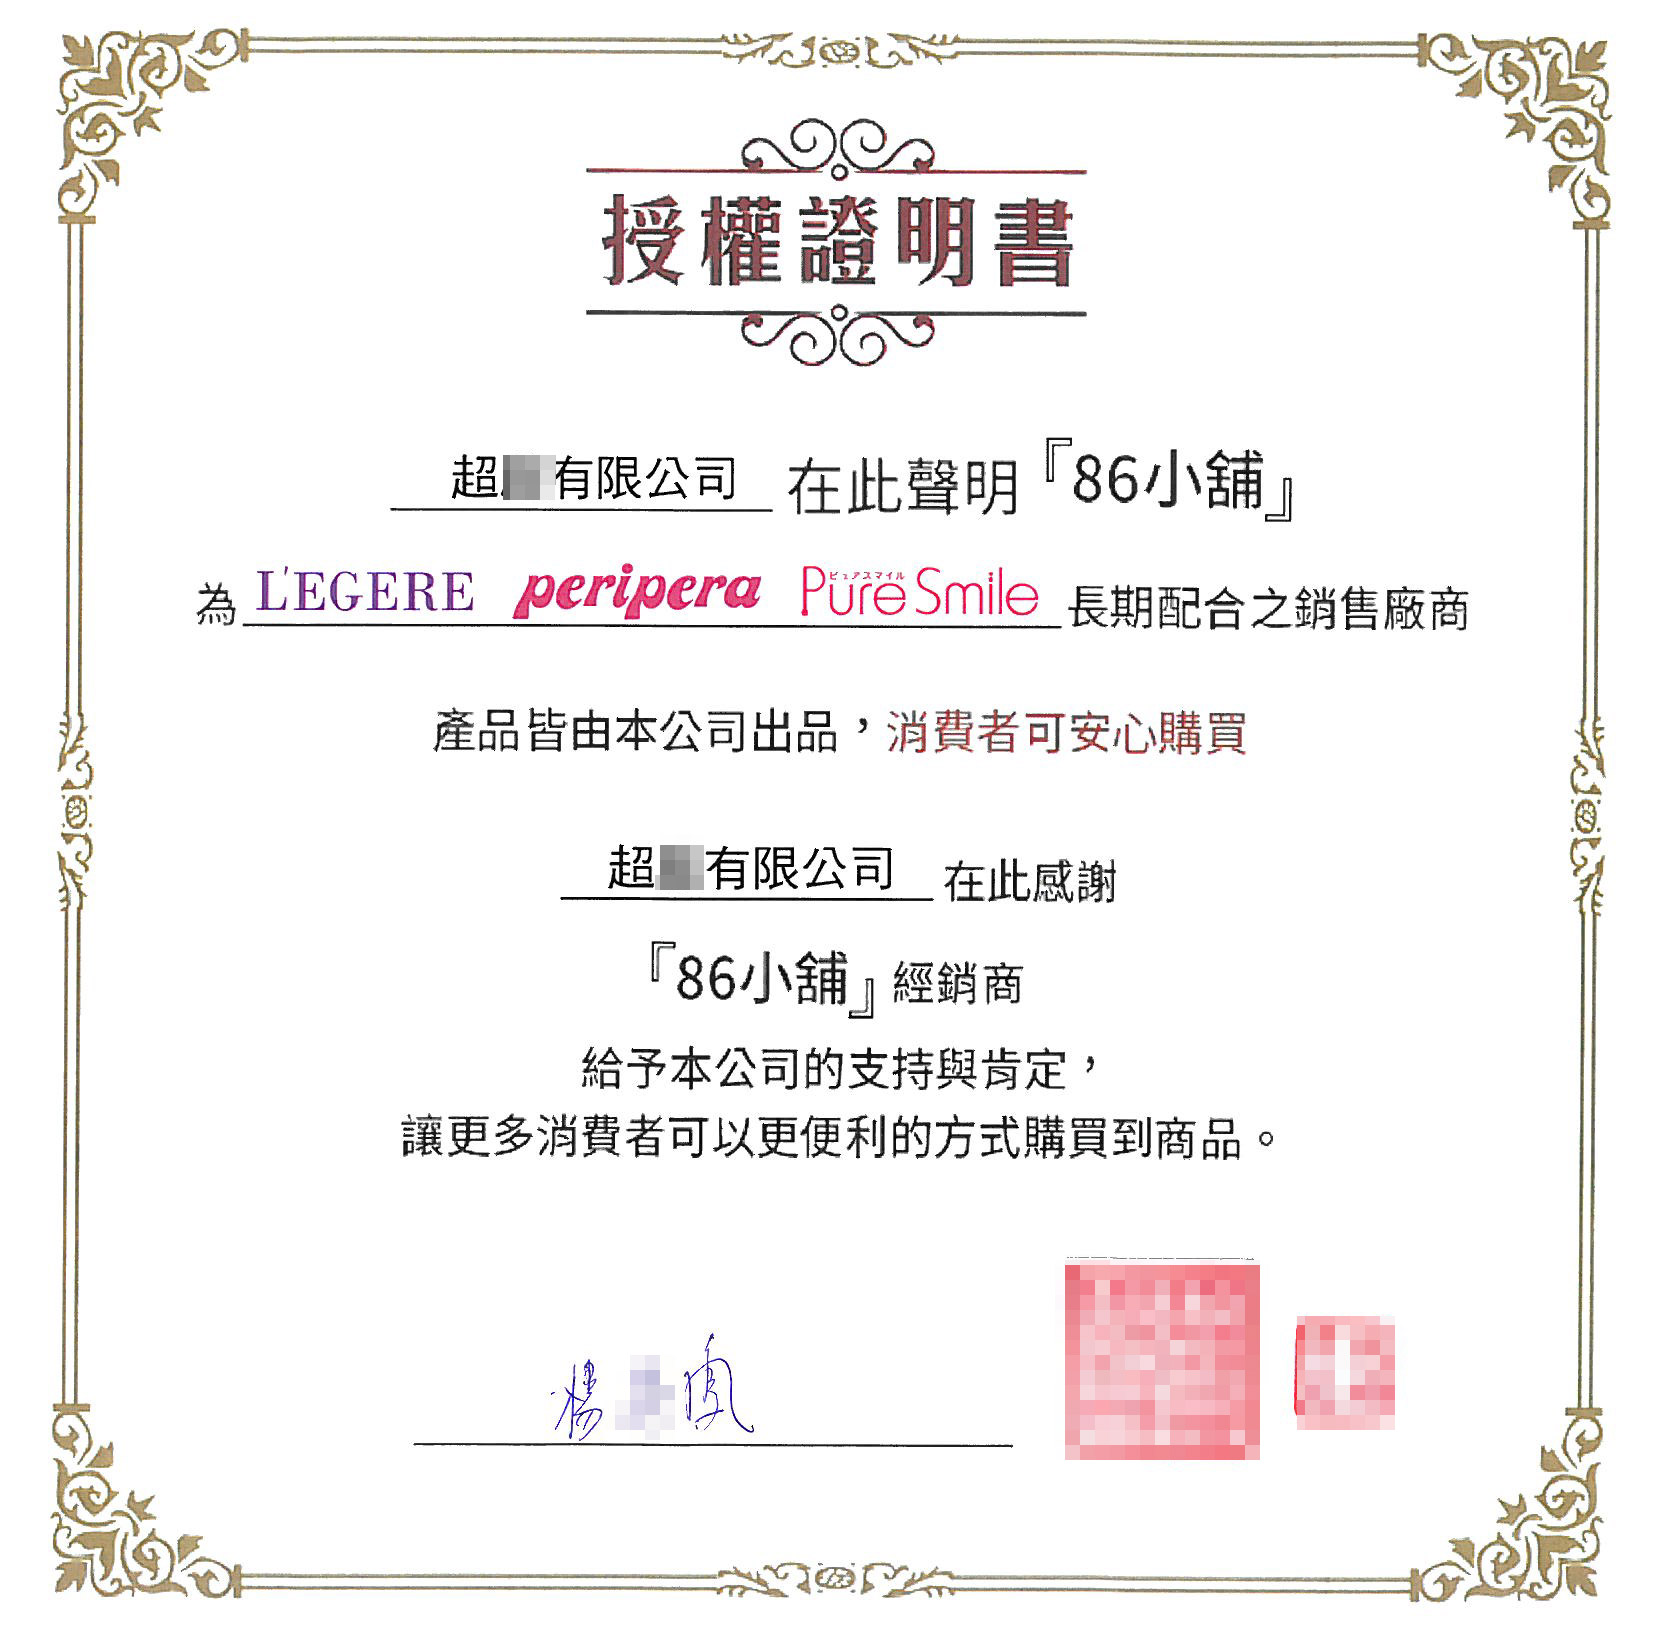 授權證明書
超 有限公司 在此聲明『86小舖』
為 L'EGERE peripera ピュアスマイル Pure Smile 長期配合之銷售廠商
產品皆由本公司出品，消費者可安心購買
超 有限公司 在此感謝
『86小舖』經銷商
給予本公司的支持與肯定，
讓更多消費者可以更便利的方式購買到商品。
楊 鳳